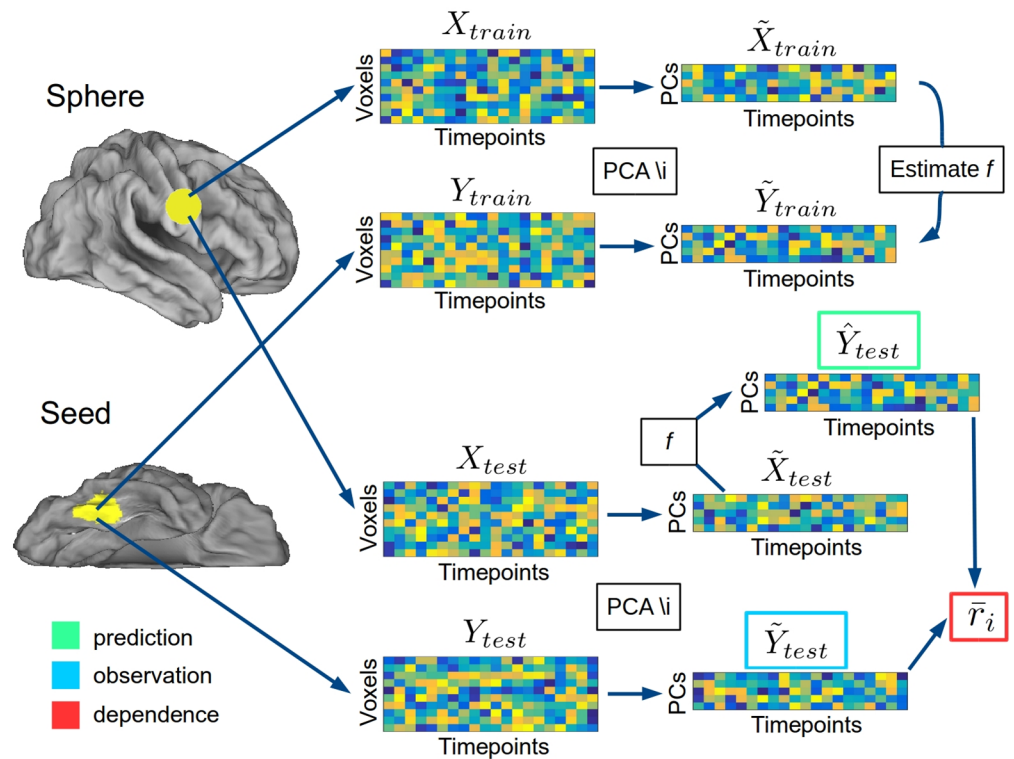 X_train
X̃_train
Sphere
Voxels
PCs
Timepoints
Timepoints
PCA \i
Estimate f
Y_train
Ỹ_train
Voxels
PCs
Timepoints
Timepoints
Ŷ_test
PCs
Seed
Timepoints
f
X_test
X̃_test
Voxels
PCs
Timepoints
Timepoints
PCA \i
r̄_i
Y_test
Ỹ_test
prediction
observation
dependence
Voxels
PCs
Timepoints
Timepoints